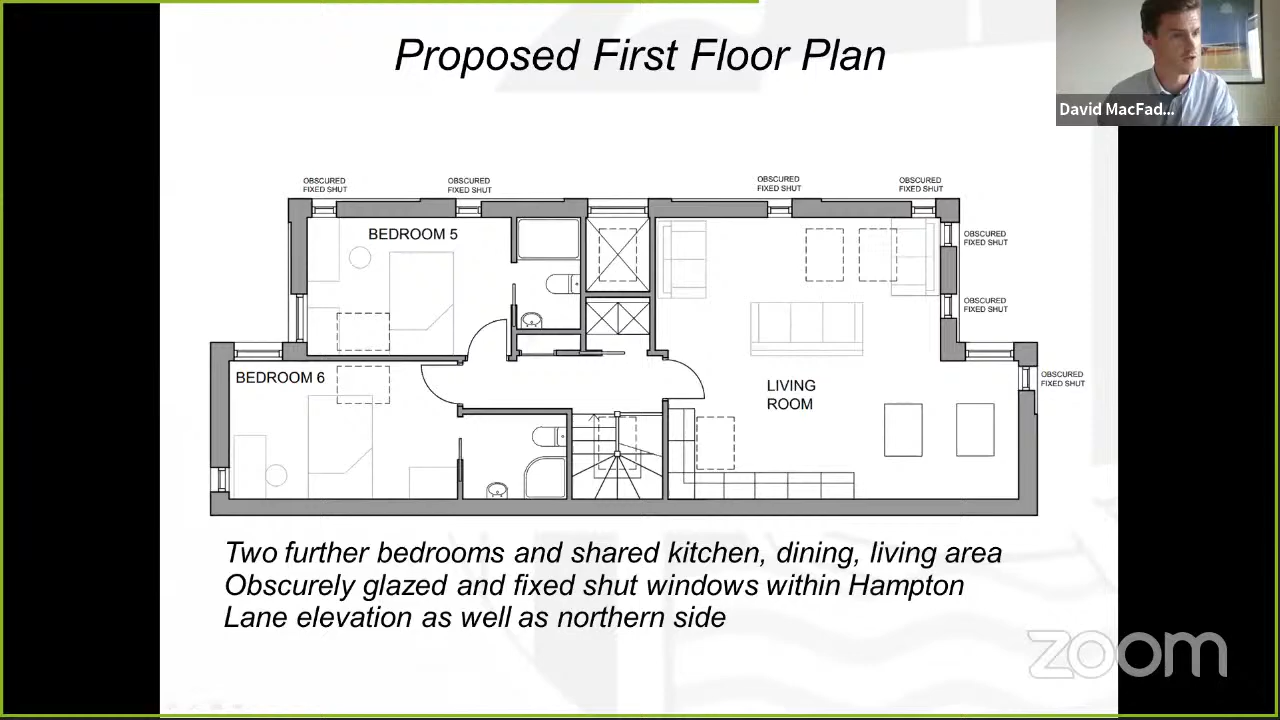 Proposed First Floor Plan
David MacFad...
OBSCURED
FIXED SHUT
OBSCURED
FIXED SHUT
OBSCURED
FIXED SHUT
OBSCURED
FIXED SHUT
BEDROOM 5
OBSCURED
FIXED SHUT
OBSCURED
FIXED SHUT
BEDROOM 6
OBSCURED
FIXED SHUT
LIVING
ROOM
Two further bedrooms and shared kitchen, dining, living area
Obscurely glazed and fixed shut windows within Hampton
Lane elevation as well as northern side
zoom